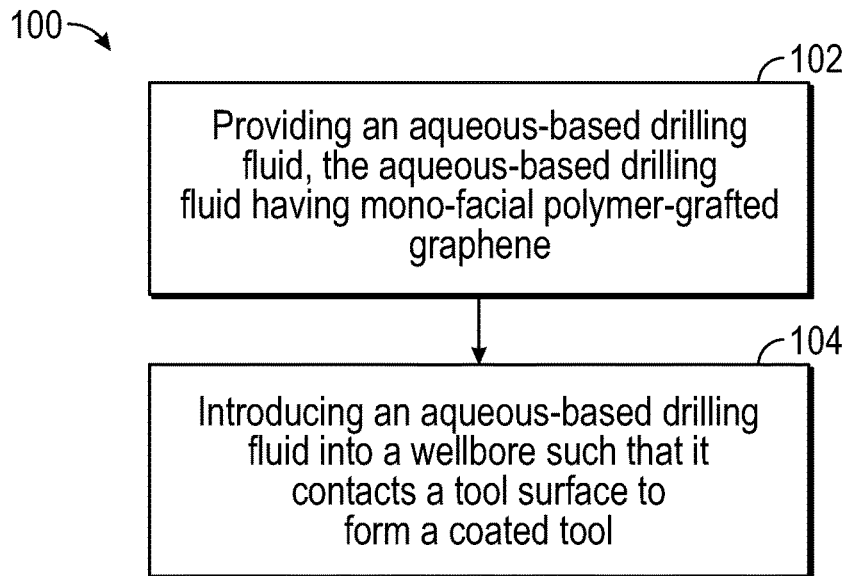 100
102
Providing an aqueous-based drilling
fluid, the aqueous-based drilling
fluid having mono-facial polymer-grafted
graphene
104
Introducing an aqueous-based drilling
fluid into a wellbore such that it
contacts a tool surface to
form a coated tool